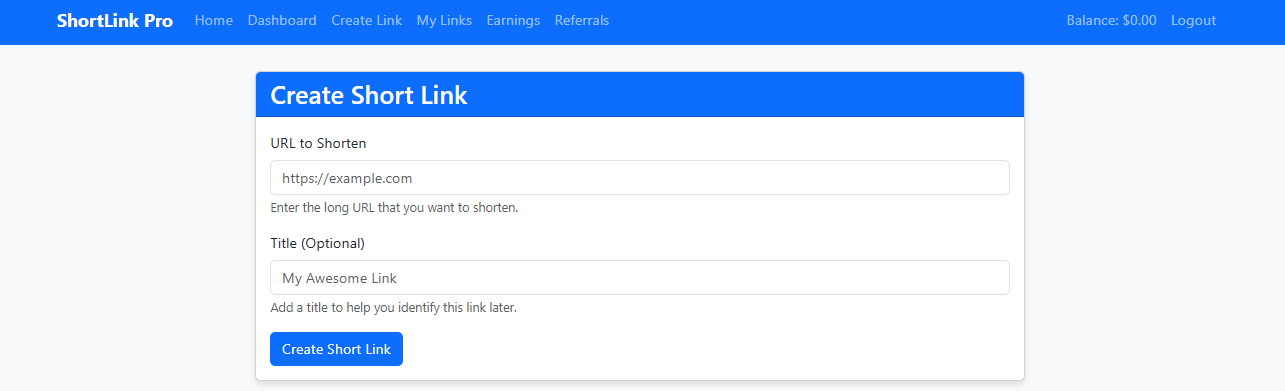 ShortLink Pro Home Dashboard Create Link My Links Earnings Referrals Balance: $0.00 Logout
Create Short Link
URL to Shorten
https://example.com
Enter the long URL that you want to shorten.
Title (Optional)
My Awesome Link
Add a title to help you identify this link later.
Create Short Link